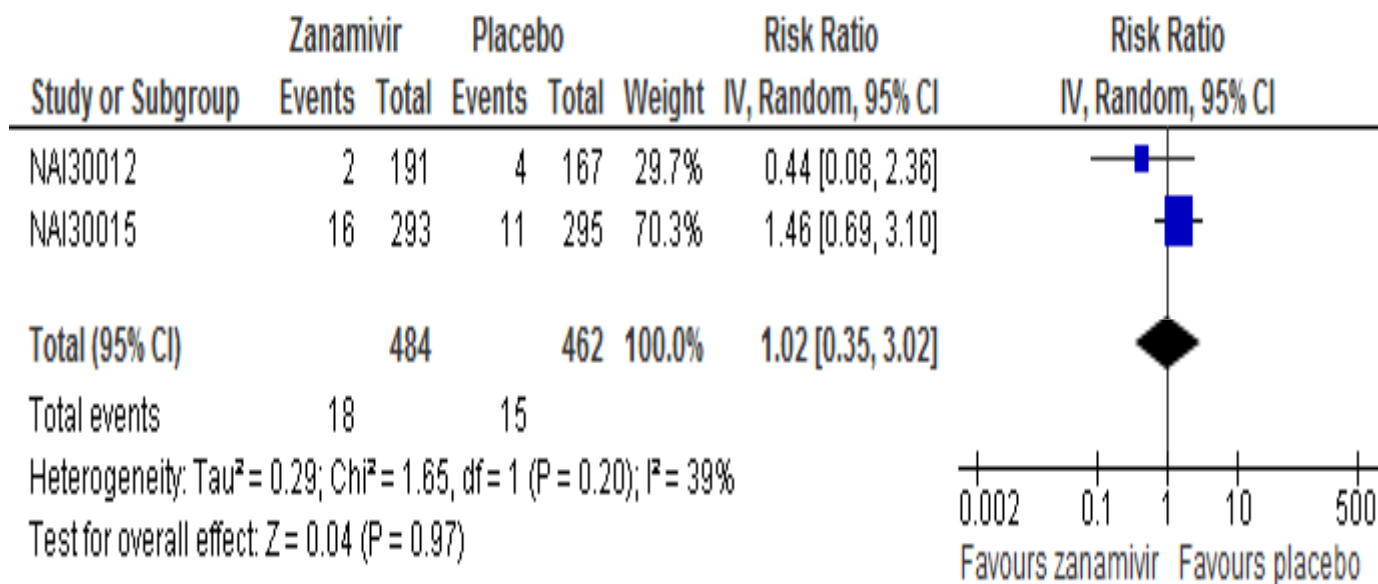 Zanamivir Placebo Risk Ratio Risk Ratio
Study or Subgroup Events Total Events Total Weight IV, Random, 95% CI IV, Random, 95% CI
NAI30012 2 191 4 167 29.7% 0.44 [0.08, 2.36]
NAI30015 16 293 11 295 70.3% 1.46 [0.69, 3.10]
Total (95% CI) 484 462 100.0% 1.02 [0.35, 3.02]
Total events 18 15
Heterogeneity: Tau² = 0.29; Chi² = 1.65, df = 1 (P = 0.20); I² = 39%
Test for overall effect: Z = 0.04 (P = 0.97)
0.002 0.1 1 10 500
Favours zanamivir Favours placebo